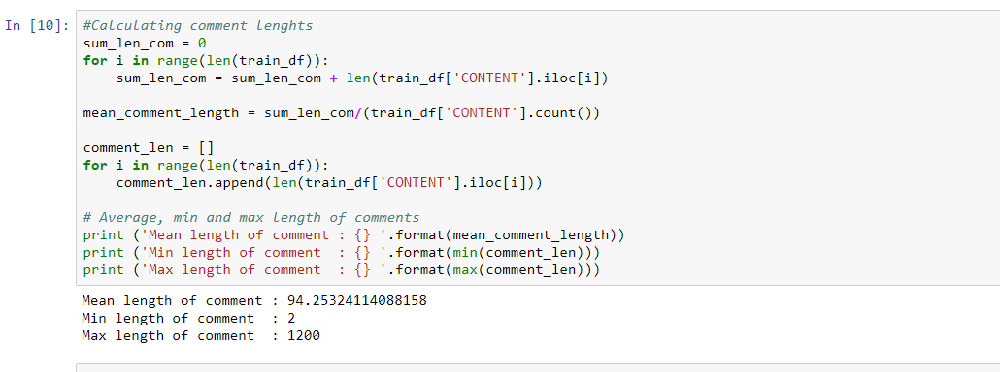 In [10]: #Calculating comment lenghts
sum_len_com = 0
for i in range(len(train_df)):
    sum_len_com = sum_len_com + len(train_df['CONTENT'].iloc[i])
mean_comment_length = sum_len_com/(train_df['CONTENT'].count())
comment_len = []
for i in range(len(train_df)):
    comment_len.append(len(train_df['CONTENT'].iloc[i]))
# Average, min and max length of comments
print ('Mean length of comment : {} '.format(mean_comment_length))
print ('Min length of comment  : {} '.format(min(comment_len)))
print ('Max length of comment  : {} '.format(max(comment_len)))
Mean length of comment : 94.25324114088158
Min length of comment  : 2
Max length of comment  : 1200